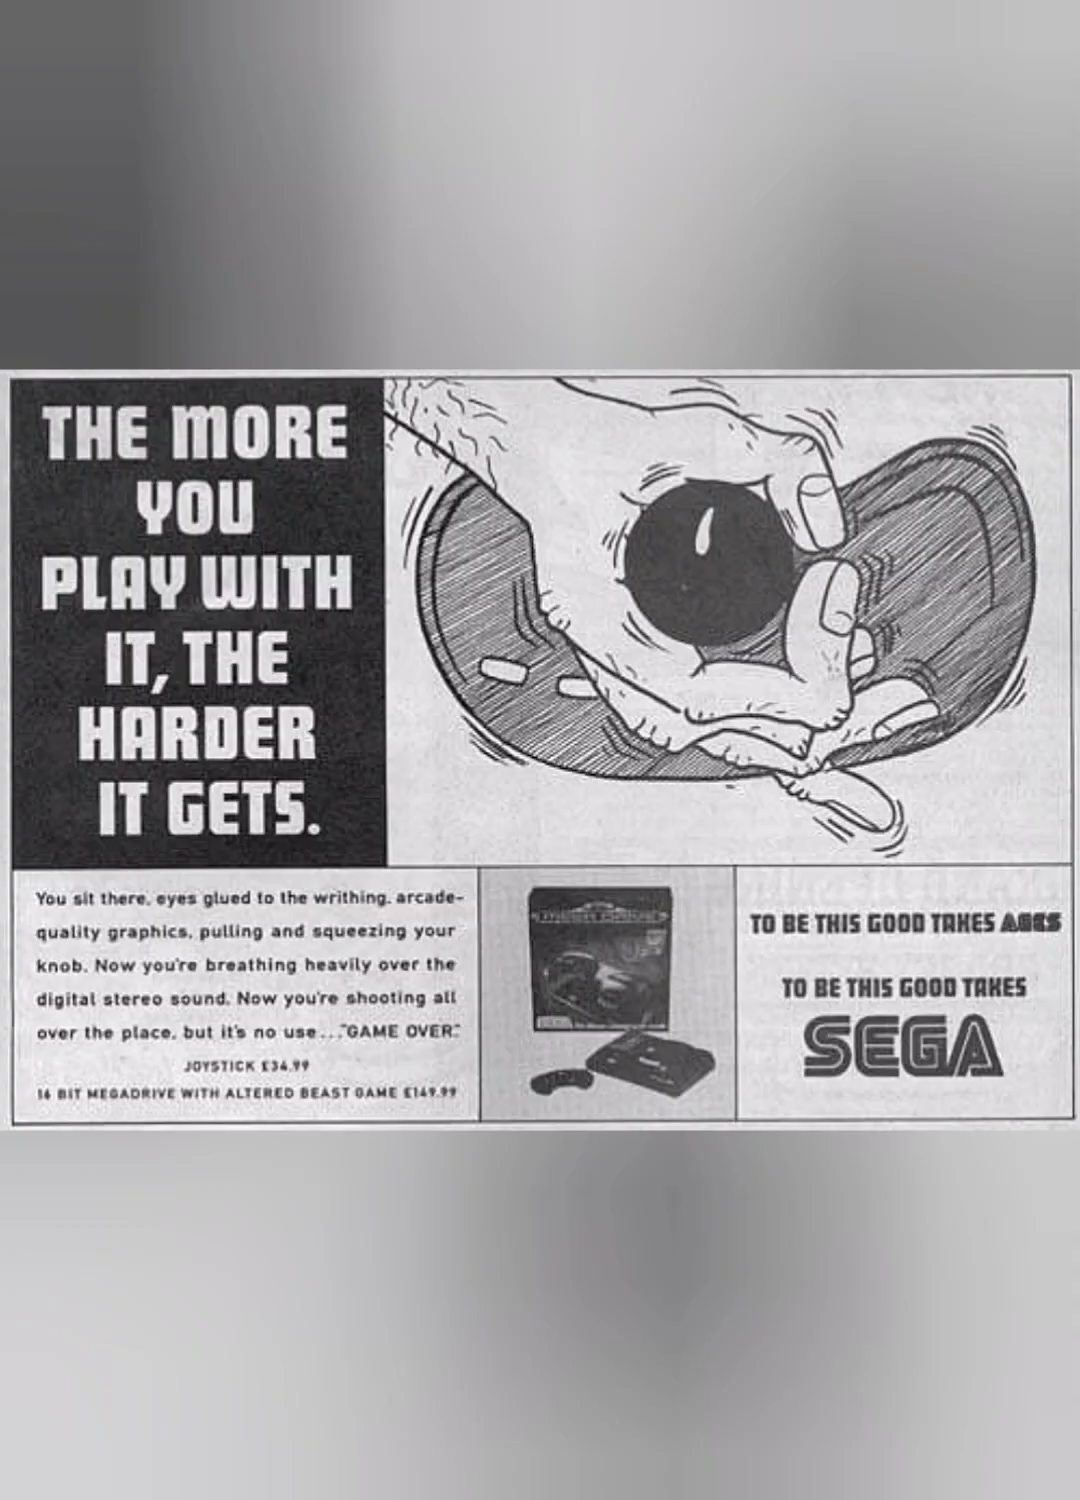 THE MORE
YOU
PLAY WITH
IT, THE
HARDER
IT GETS.
You sit there, eyes glued to the writhing, arcade-
quality graphics, pulling and squeezing your
knob. Now you're breathing heavily over the
digital stereo sound. Now you're shooting all
over the place, but it's no use..."GAME OVER."
JOYSTICK £34.99
16 BIT MEGADRIVE WITH ALTERED BEAST GAME £149.99
TO BE THIS GOOD TAKES AGES
TO BE THIS GOOD TAKES
SEGA